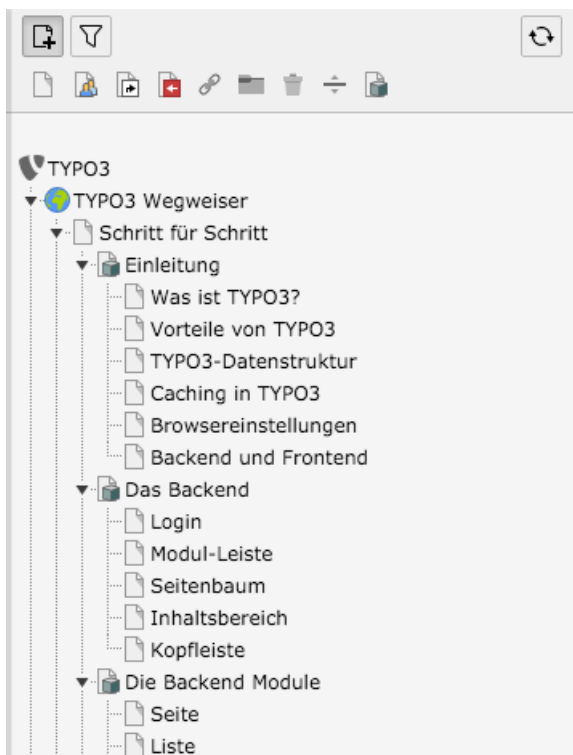 TYPO3
TYPO3 Wegweiser
Schritt für Schritt
Einleitung
Was ist TYPO3?
Vorteile von TYPO3
TYPO3-Datenstruktur
Caching in TYPO3
Browsereinstellungen
Backend und Frontend
Das Backend
Login
Modul-Leiste
Seitenbaum
Inhaltsbereich
Kopfleiste
Die Backend Module
Seite
Liste